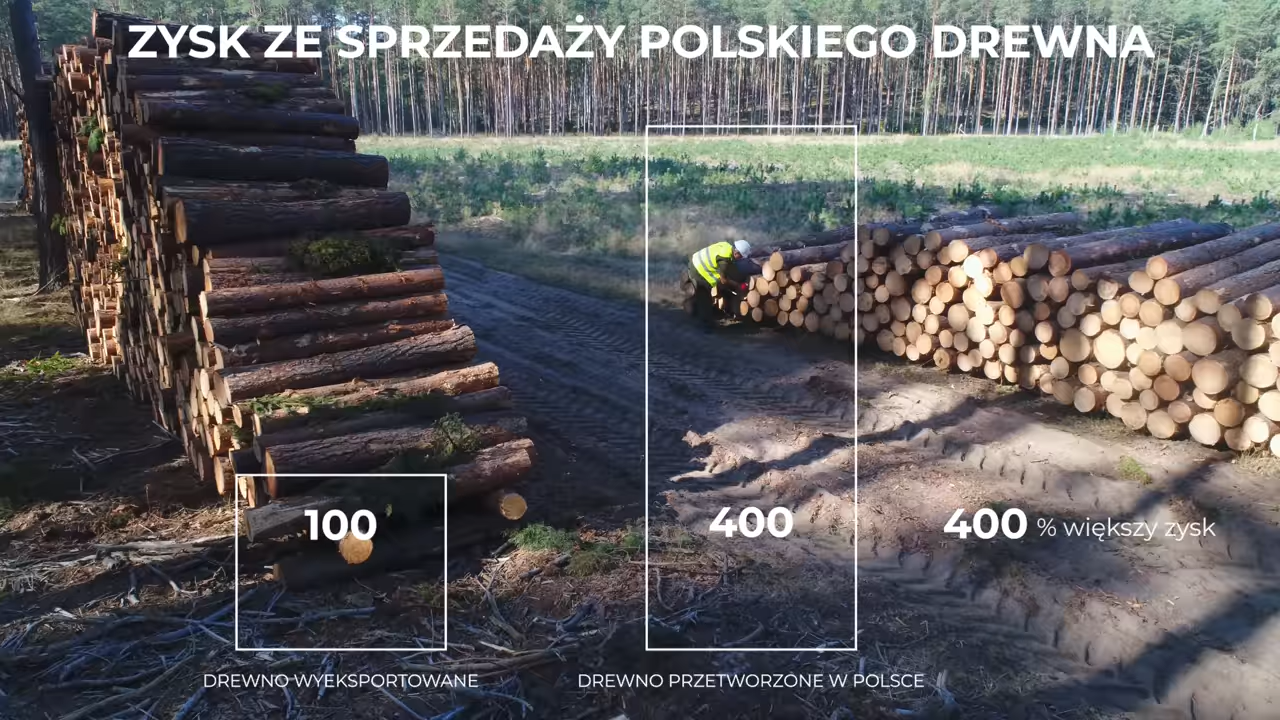 ZYSK ZE SPRZEDAŻY POLSKIEGO DREWNA
100
400
400 % większy zysk
DREWNO WYEKSPORTOWANE
DREWNO PRZETWORZONE W POLSCE